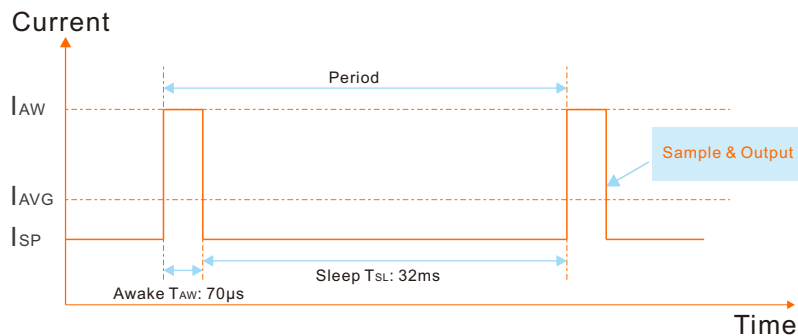 Current
Period
IAW
Sample & Output
IAVG
ISP
Sleep TSL: 32ms
Awake TAW: 70μs
Time